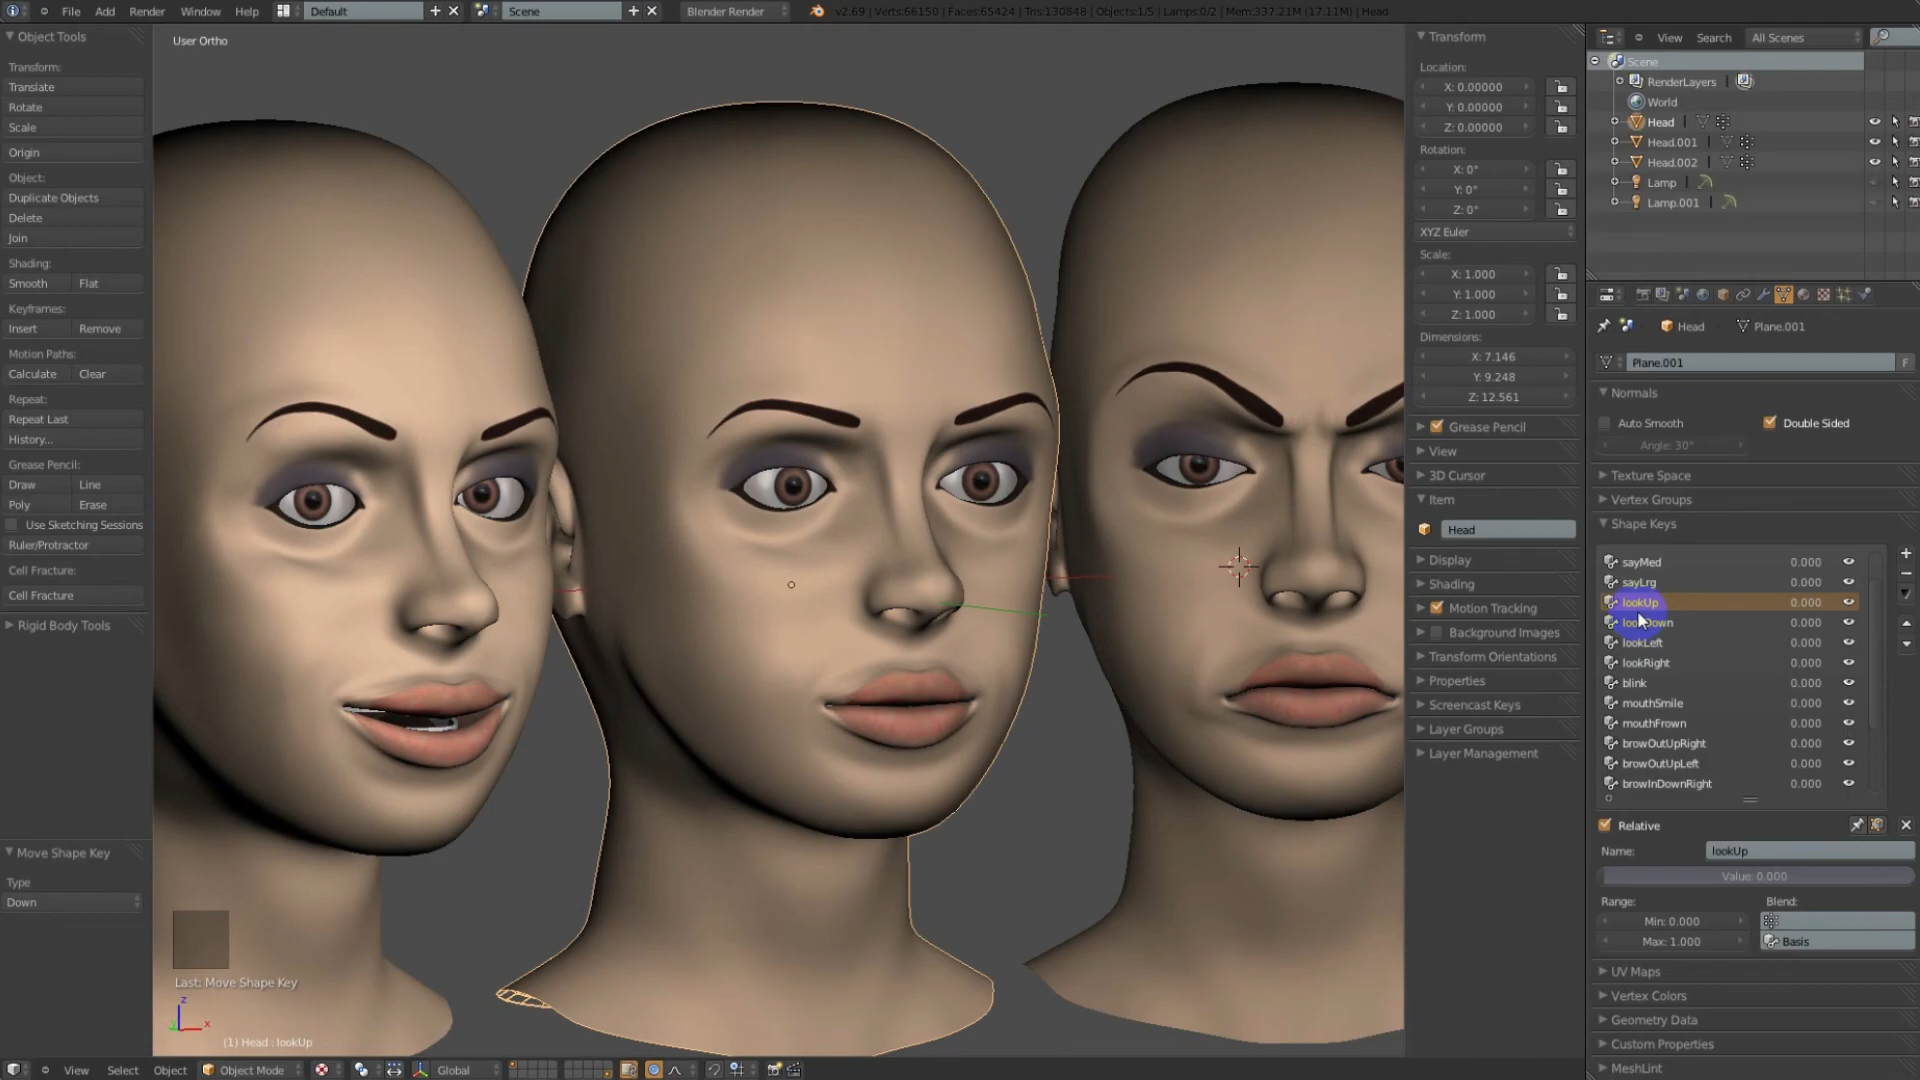 File Add Render Window Help Default Scene Blender Render v2.69 | Verts:66150 | Faces:65424 | Tris:130848 | Objects:1/5 | Lamps:0/2 | Mem:337.21M (17.11M) | Head
Object Tools
Transform:
Translate
Rotate
Scale
Origin
Object:
Duplicate Objects
Delete
Join
Shading:
Smooth Flat
Keyframes:
Insert Remove
Motion Paths:
Calculate Clear
Repeat:
Repeat Last
History...
Grease Pencil:
Draw Line
Poly Erase
Use Sketching Sessions
Ruler/Protractor
Cell Fracture:
Cell Fracture
Rigid Body Tools
Move Shape Key
Type
Down
User Ortho
Last: Move Shape Key
z
x
(1) Head : lookUp
Transform
Location:
X: 0.00000
Y: 0.00000
Z: 0.00000
Rotation:
X: 0°
Y: 0°
Z: 0°
XYZ Euler
Scale:
X: 1.000
Y: 1.000
Z: 1.000
Dimensions:
X: 7.146
Y: 9.248
Z: 12.561
Grease Pencil
View
3D Cursor
Item
Head
Display
Shading
Motion Tracking
Background Images
Transform Orientations
Properties
Screencast Keys
Layer Groups
Layer Management
View Search All Scenes
Scene
RenderLayers |
World
Head |
Head.001 |
Head.002 |
Lamp |
Lamp.001 |
Head Plane.001
Plane.001 F
Normals
Auto Smooth Double Sided
Angle: 30°
Texture Space
Vertex Groups
Shape Keys
sayMed 0.000
sayLrg 0.000
lookUp 0.000
lookDown 0.000
lookLeft 0.000
lookRight 0.000
blink 0.000
mouthSmile 0.000
mouthFrown 0.000
browOutUpRight 0.000
browOutUpLeft 0.000
browInDownRight 0.000
Relative
Name: lookUp
Value: 0.000
Range: Blend:
Min: 0.000
Max: 1.000 Basis
UV Maps
Vertex Colors
Geometry Data
Custom Properties
MeshLint
View Select Object Object Mode Global